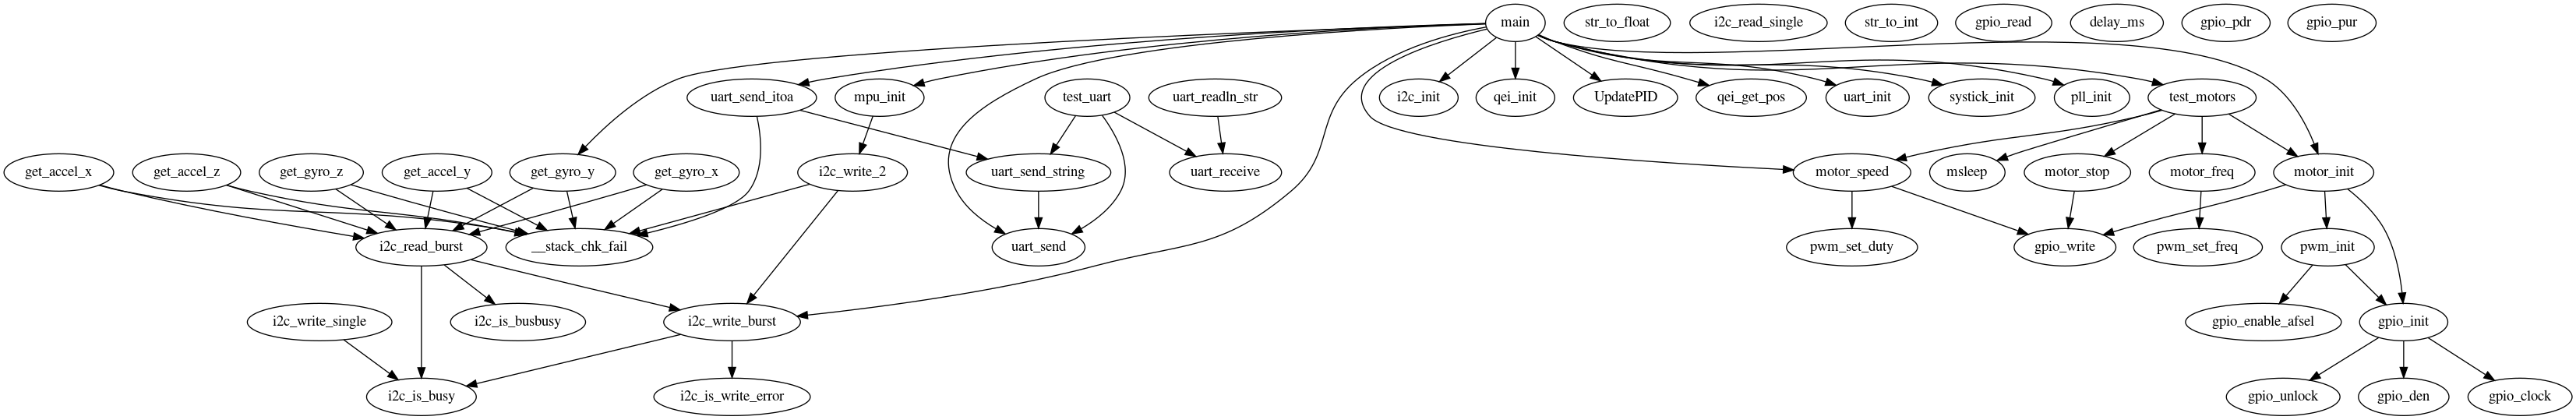 main
str_to_float
i2c_read_single
str_to_int
gpio_read
delay_ms
gpio_pdr
gpio_pur
uart_send_itoa
mpu_init
test_uart
uart_readln_str
i2c_init
qei_init
UpdatePID
qei_get_pos
uart_init
systick_init
pll_init
test_motors
get_accel_x
get_accel_z
get_gyro_z
get_accel_y
get_gyro_y
get_gyro_x
i2c_write_2
uart_send_string
uart_receive
motor_speed
msleep
motor_stop
motor_freq
motor_init
i2c_read_burst
__stack_chk_fail
uart_send
pwm_set_duty
gpio_write
pwm_set_freq
pwm_init
i2c_write_single
i2c_is_busbusy
i2c_write_burst
gpio_enable_afsel
gpio_init
i2c_is_busy
i2c_is_write_error
gpio_unlock
gpio_den
gpio_clock